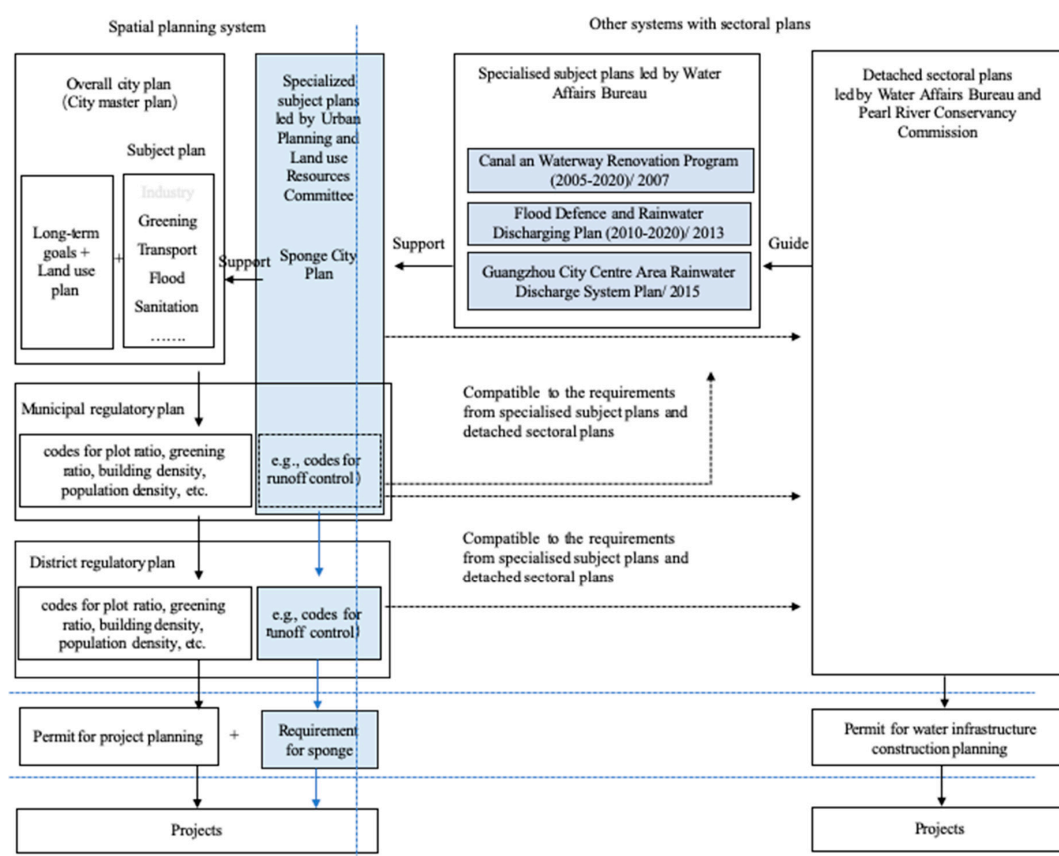 Spatial planning system
Other systems with sectoral plans
Overall city plan
(City master plan)
Subject plan
Long-term
goals +
Land use
plan
+
Industry
Greening
Transport
Flood
Sanitation
…….
Support
Specialized
subject plans
led by Urban
Planning and
Land use
Resources
Committee
Sponge City
Plan
Support
Specialised subject plans led by Water
Affairs Bureau
Canal an Waterway Renovation Program
(2005-2020)/ 2007
Flood Defence and Rainwater
Discharging Plan (2010-2020)/ 2013
Guangzhou City Centre Area Rainwater
Discharge System Plan/ 2015
Guide
Detached sectoral plans
led by Water Affairs Bureau and
Pearl River Conservancy
Commission
Municipal regulatory plan
codes for plot ratio, greening
ratio, building density,
population density, etc.
e.g., codes for
runoff control)
Compatible to the requirements
from specialised subject plans and
detached sectoral plans
District regulatory plan
codes for plot ratio, greening
ratio, building density,
population density, etc.
e.g., codes for
runoff control)
Compatible to the requirements
from specialised subject plans and
detached sectoral plans
Permit for project planning
+
Requirement
for sponge
Permit for water infrastructure
construction planning
Projects
Projects